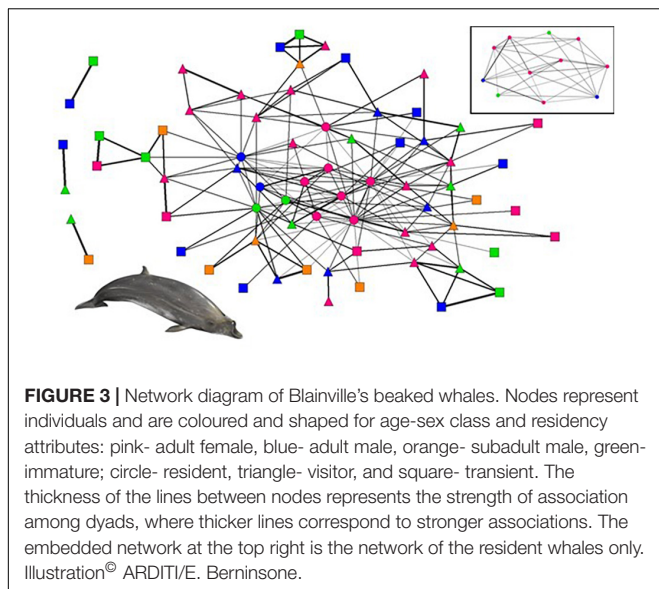 FIGURE 3 | Network diagram of Blainville's beaked whales. Nodes represent
individuals and are coloured and shaped for age-sex class and residency
attributes: pink- adult female, blue- adult male, orange- subadult male, green-
immature; circle- resident, triangle- visitor, and square- transient. The
thickness of the lines between nodes represents the strength of association
among dyads, where thicker lines correspond to stronger associations. The
embedded network at the top right is the network of the resident whales only.
Illustration© ARDITI/E. Berninsone.